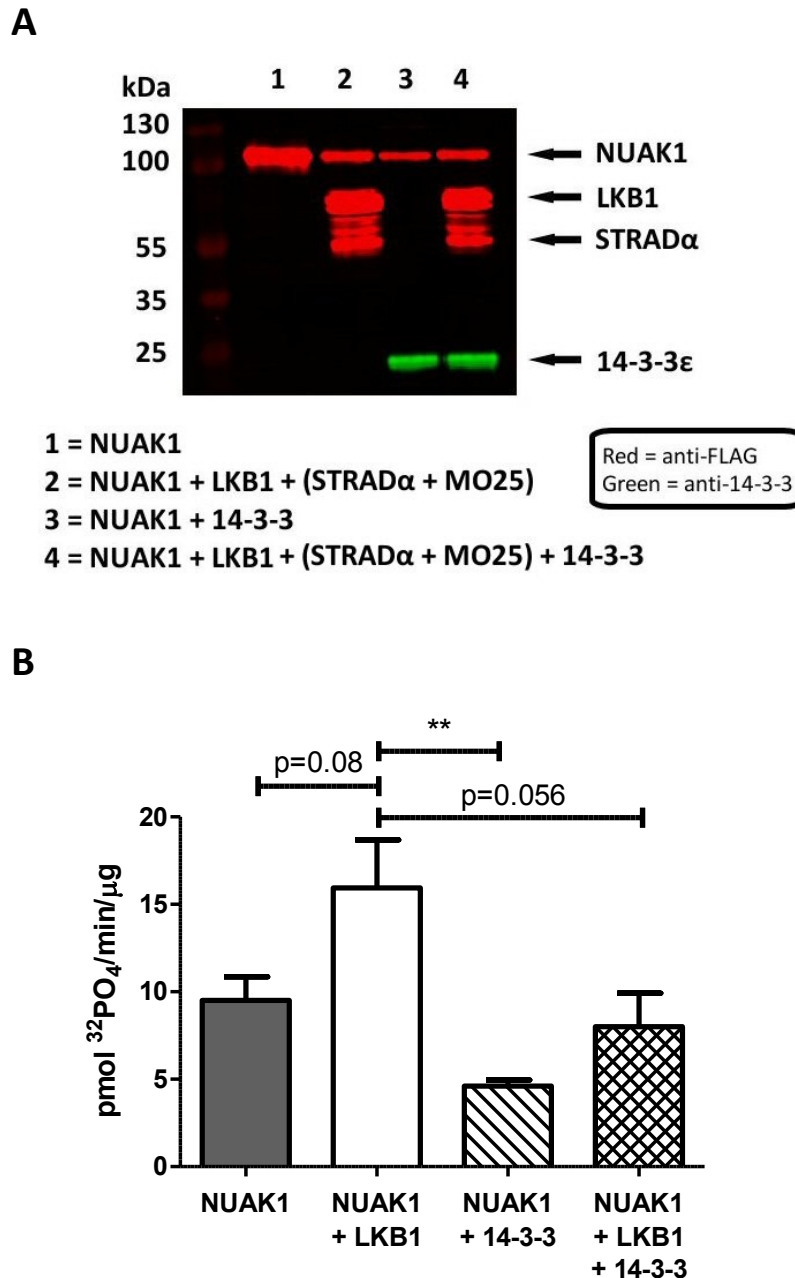 A
kDa 1 2 3 4
130
100
55
35
25
NUAK1
LKB1
STRADα
14-3-3ε
1 = NUAK1
2 = NUAK1 + LKB1 + (STRADα + MO25)
3 = NUAK1 + 14-3-3
4 = NUAK1 + LKB1 + (STRADα + MO25) + 14-3-3
Red = anti-FLAG
Green = anti-14-3-3
B
**
p=0.08
p=0.056
pmol ³²PO₄/min/µg
20
15
10
5
0
NUAK1
NUAK1
+ LKB1
NUAK1
+ 14-3-3
NUAK1
+ LKB1
+ 14-3-3